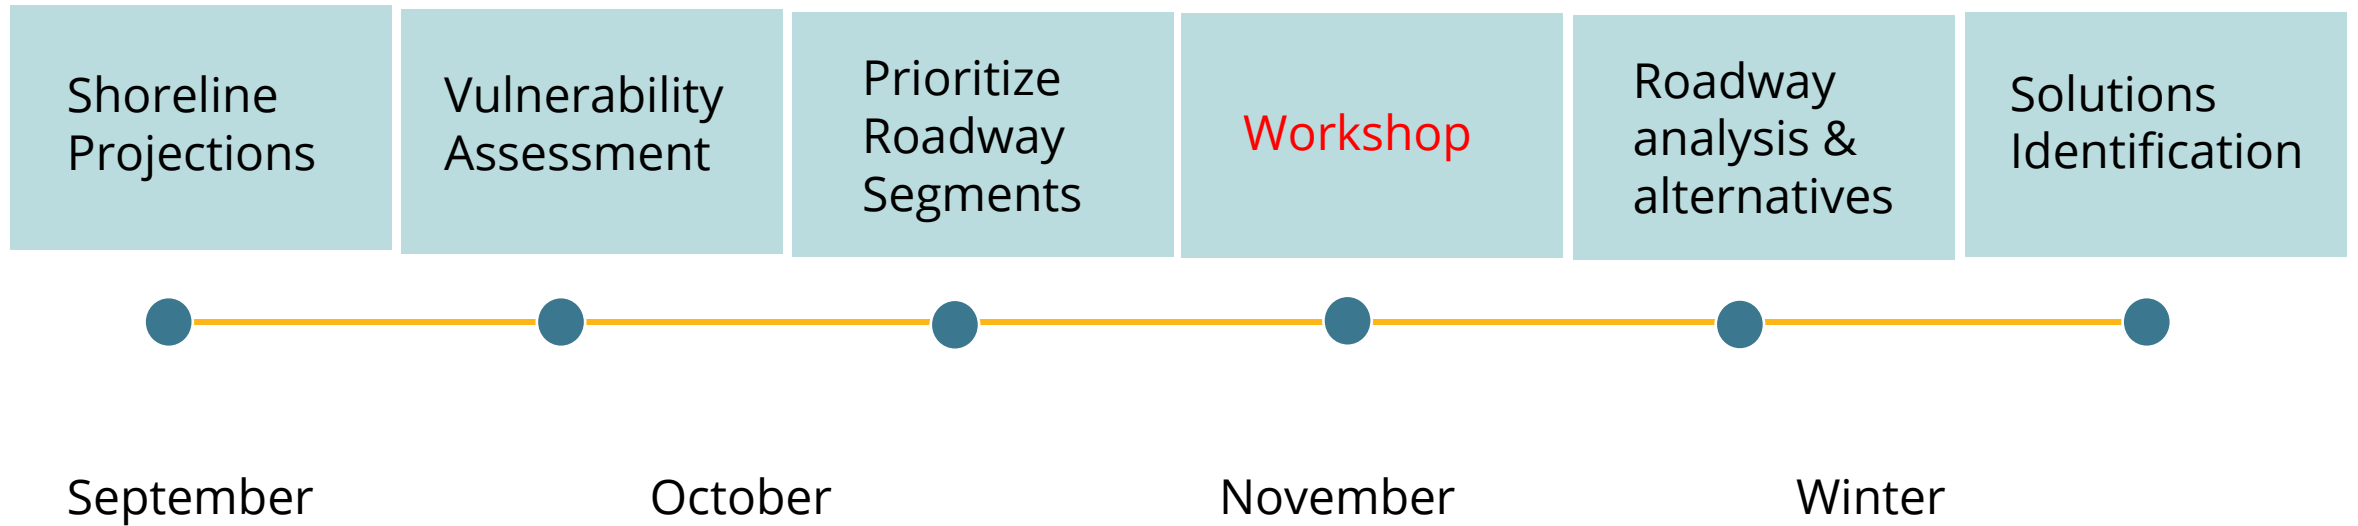 Shoreline
Projections
Vulnerability
Assessment
Prioritize
Roadway
Segments
Workshop
Roadway
analysis &
alternatives
Solutions
Identification
September
October
November
Winter